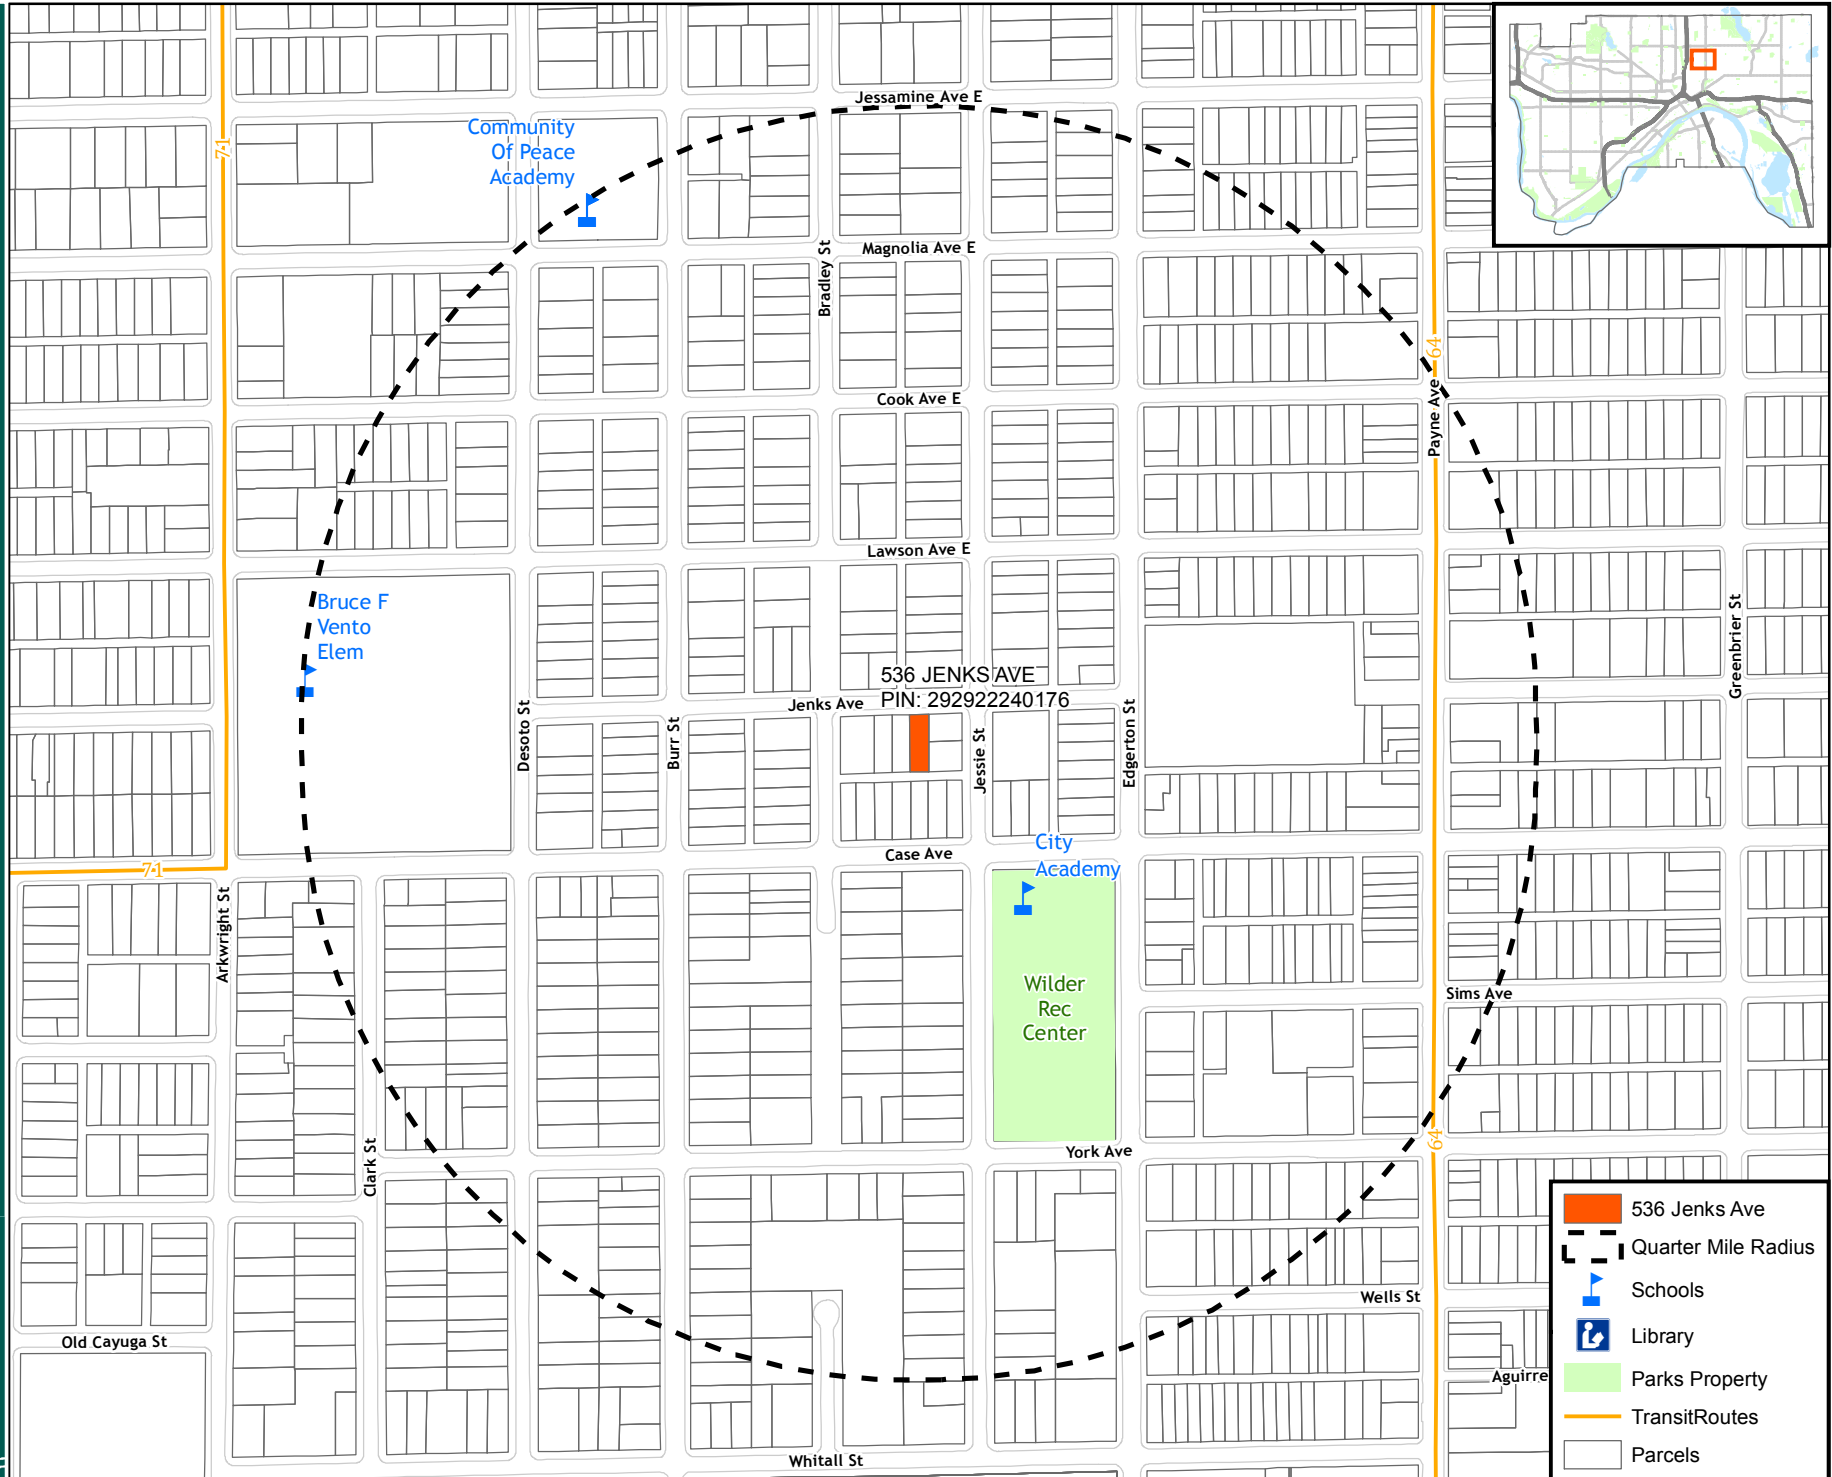 Jessamine Ave E
Community
Of Peace
Academy
71
Magnolia Ave E
Bradley St
64
Payne Ave
Cook Ave E
Lawson Ave E
Bruce F
Vento
Elem
Greenbrier St
536 JENKS AVE
PIN: 292922240176
Jenks Ave
Desoto St
Burr St
Jessie St
Edgerton St
City
Academy
Case Ave
71
Arkwright St
Wilder
Rec
Center
Sims Ave
64
York Ave
Clark St
Wells St
Old Cayuga St
Aguirre
Whitall St
536 Jenks Ave
Quarter Mile Radius
Schools
Library
Parks Property
TransitRoutes
Parcels